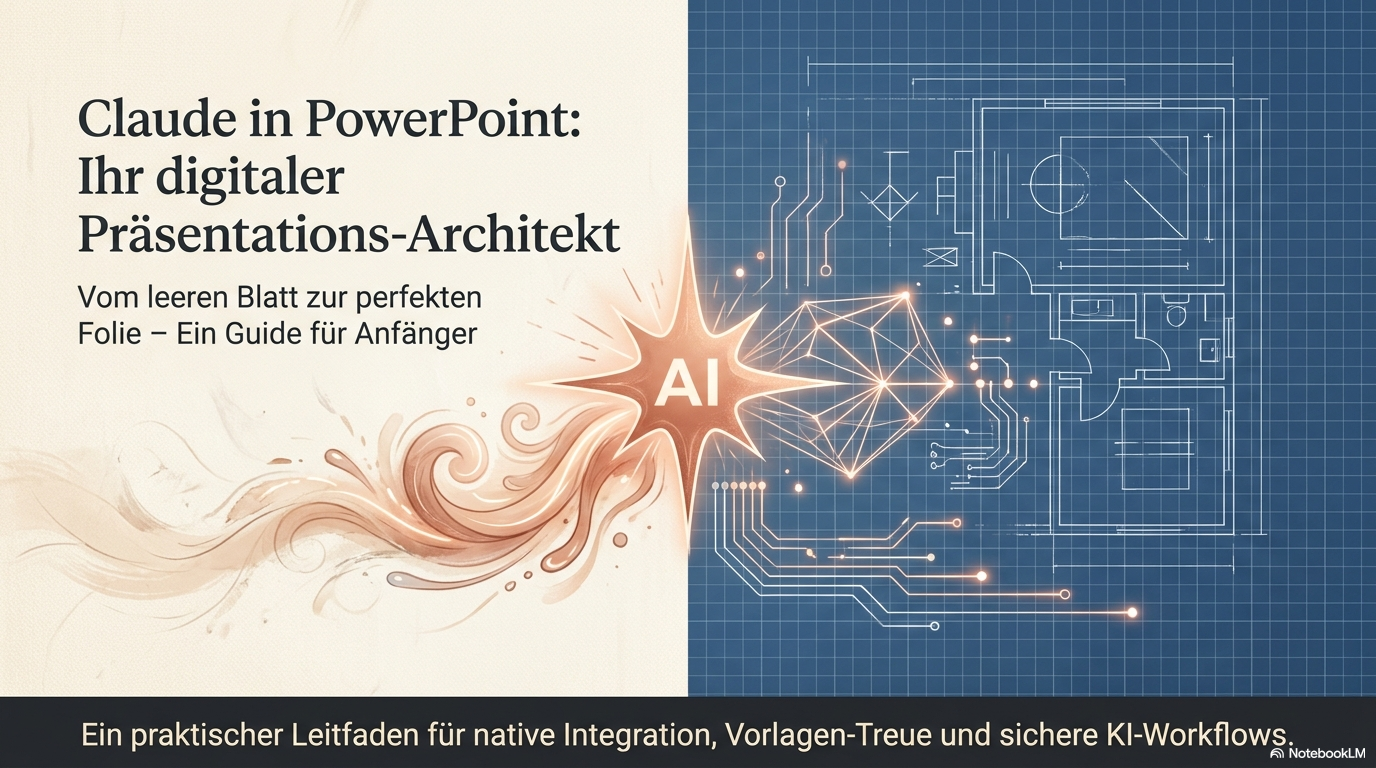 Claude in PowerPoint:
Ihr digitaler
Präsentations-Architekt
Vom leeren Blatt zur perfekten
Folie – Ein Guide für Anfänger
AI
Ein praktischer Leitfaden für native Integration, Vorlagen-Treue und sichere KI-Workflows.
NotebookLM